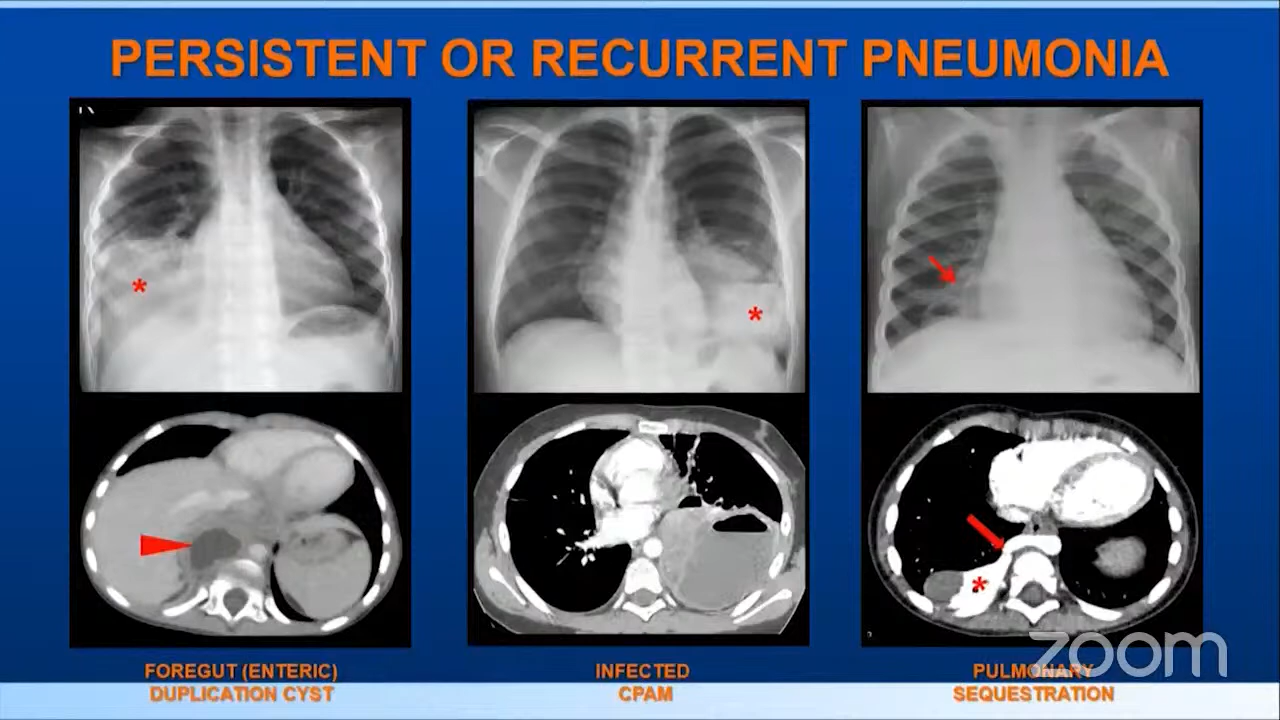 PERSISTENT OR RECURRENT PNEUMONIA
FOREGUT (ENTERIC)
DUPLICATION CYST
INFECTED
CPAM
PULMONARY
SEQUESTRATION
zoom